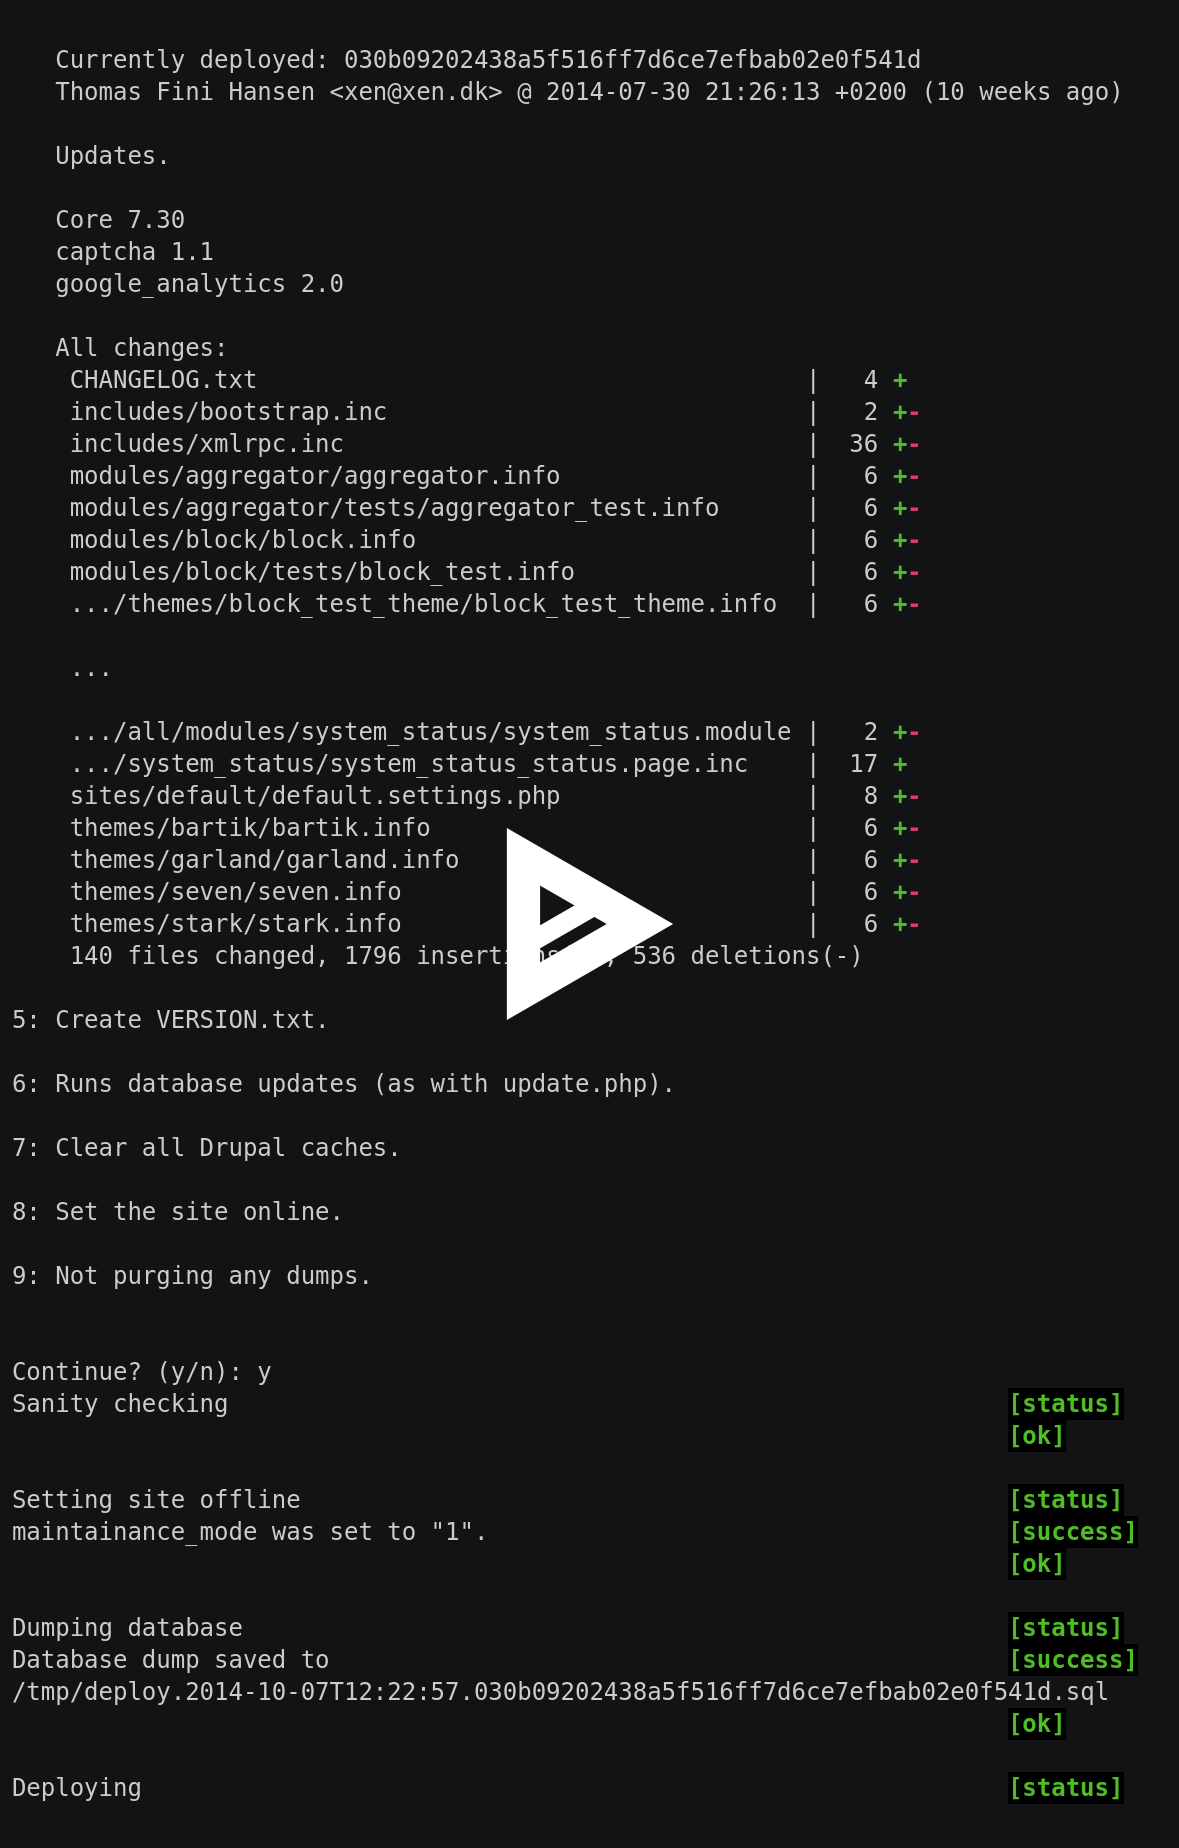 Currently deployed: 030b09202438a5f516ff7d6ce7efbab02e0f541d
Thomas Fini Hansen <xen@xen.dk> @ 2014-07-30 21:26:13 +0200 (10 weeks ago)
Updates.
Core 7.30
captcha 1.1
google_analytics 2.0
All changes:
CHANGELOG.txt | 4 +
includes/bootstrap.inc | 2 +-
includes/xmlrpc.inc | 36 +-
modules/aggregator/aggregator.info | 6 +-
modules/aggregator/tests/aggregator_test.info | 6 +-
modules/block/block.info | 6 +-
modules/block/tests/block_test.info | 6 +-
.../themes/block_test_theme/block_test_theme.info | 6 +-
...
.../all/modules/system_status/system_status.module | 2 +-
.../system_status/system_status_status.page.inc | 17 +
sites/default/default.settings.php | 8 +-
themes/bartik/bartik.info | 6 +-
themes/garland/garland.info | 6 +-
themes/seven/seven.info | 6 +-
themes/stark/stark.info | 6 +-
140 files changed, 1796 536 deletions(-)
5: Create VERSION.txt.
6: Runs database updates (as with update.php).
7: Clear all Drupal caches.
8: Set the site online.
9: Not purging any dumps.
Continue? (y/n): y
Sanity checking [status]
[ok]
Setting site offline [status]
maintainance_mode was set to "1". [success]
[ok]
Dumping database [status]
Database dump saved to [success]
/tmp/deploy.2014-10-07T12:22:57.030b09202438a5f516ff7d6ce7efbab02e0f541d.sql
[ok]
Deploying [status]